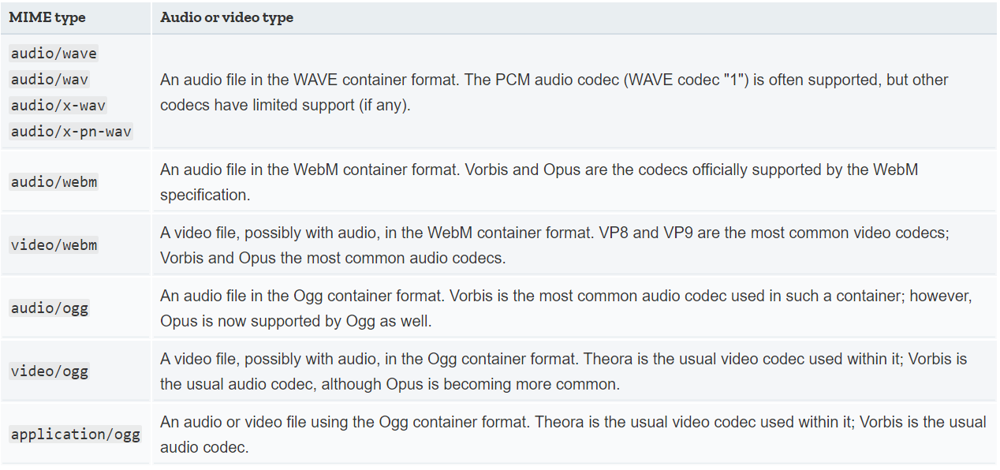 MIME type
Audio or video type
audio/wave
audio/wav
audio/x-wav
audio/x-pn-wav
An audio file in the WAVE container format. The PCM audio codec (WAVE codec "1") is often supported, but other
codecs have limited support (if any).
audio/webm
An audio file in the WebM container format. Vorbis and Opus are the codecs officially supported by the WebM
specification.
video/webm
A video file, possibly with audio, in the WebM container format. VP8 and VP9 are the most common video codecs;
Vorbis and Opus the most common audio codecs.
audio/ogg
An audio file in the Ogg container format. Vorbis is the most common audio codec used in such a container; however,
Opus is now supported by Ogg as well.
video/ogg
A video file, possibly with audio, in the Ogg container format. Theora is the usual video codec used within it; Vorbis is
the usual audio codec, although Opus is becoming more common.
application/ogg
An audio or video file using the Ogg container format. Theora is the usual video codec used within it; Vorbis is the usual
audio codec.